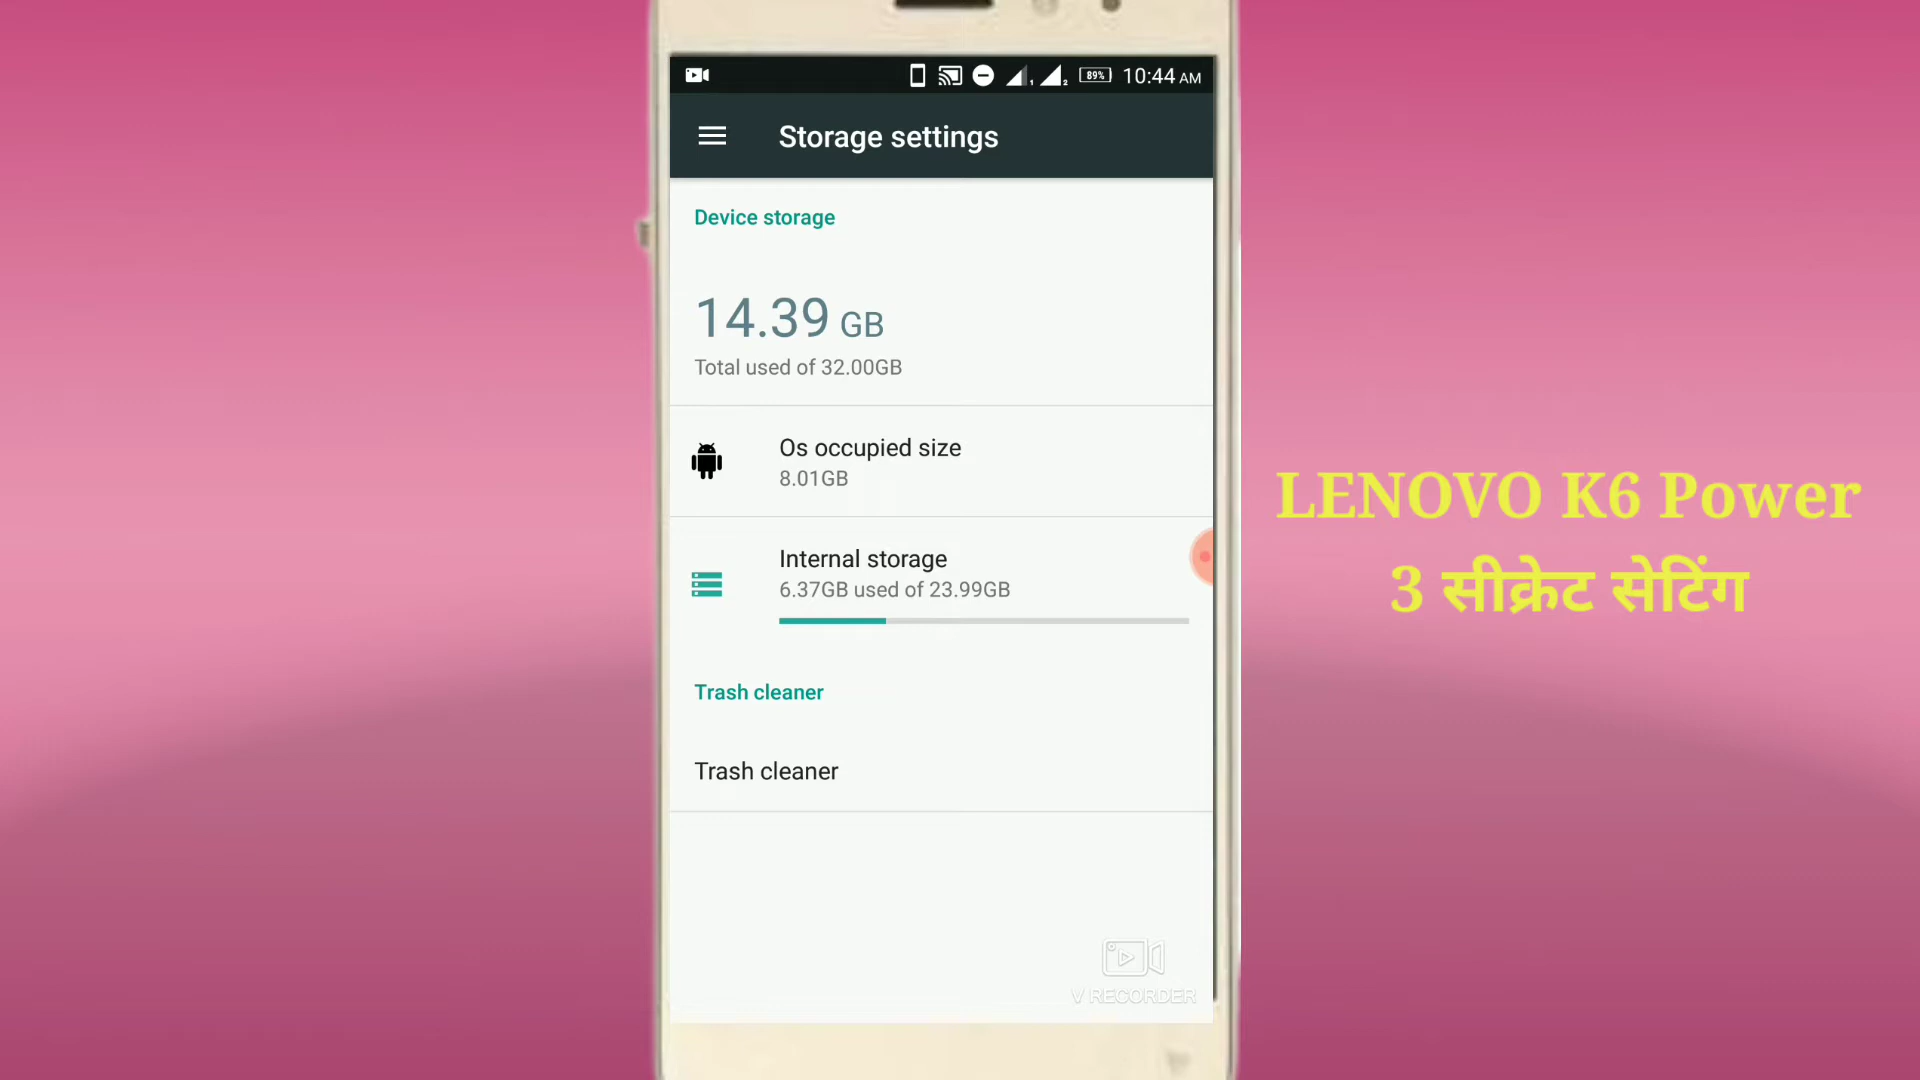 89% 10:44 AM
Storage settings
Device storage
14.39 GB
Total used of 32.00GB
Os occupied size
8.01GB
Internal storage
6.37GB used of 23.99GB
Trash cleaner
Trash cleaner
V RECORDER
LENOVO K6 Power
3 सीक्रेट सेटिंग